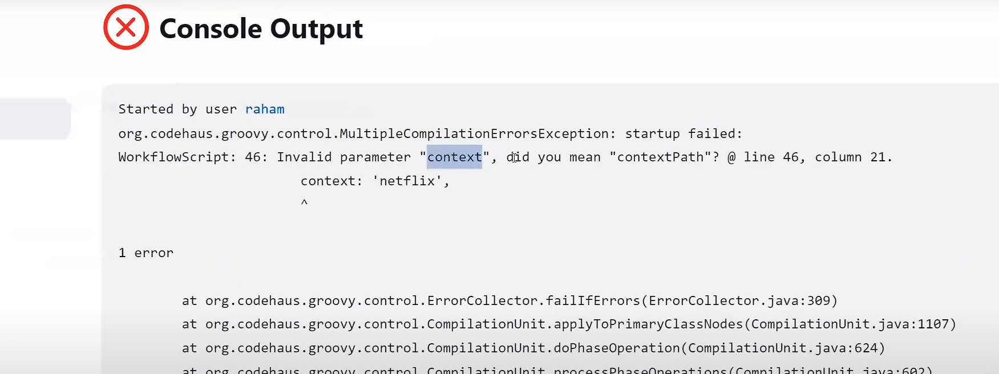 Console Output
Started by user raham
org.codehaus.groovy.control.MultipleCompilationErrorsException: startup failed:
WorkflowScript: 46: Invalid parameter "context", did you mean "contextPath"? @ line 46, column 21.
context: 'netflix',
^
1 error
at org.codehaus.groovy.control.ErrorCollector.failIfErrors(ErrorCollector.java:309)
at org.codehaus.groovy.control.CompilationUnit.applyToPrimaryClassNodes(CompilationUnit.java:1107)
at org.codehaus.groovy.control.CompilationUnit.doPhaseOperation(CompilationUnit.java:624)
at org.codehaus.groovy.control.CompilationUnit.processPhaseOperations(CompilationUnit.java:602)